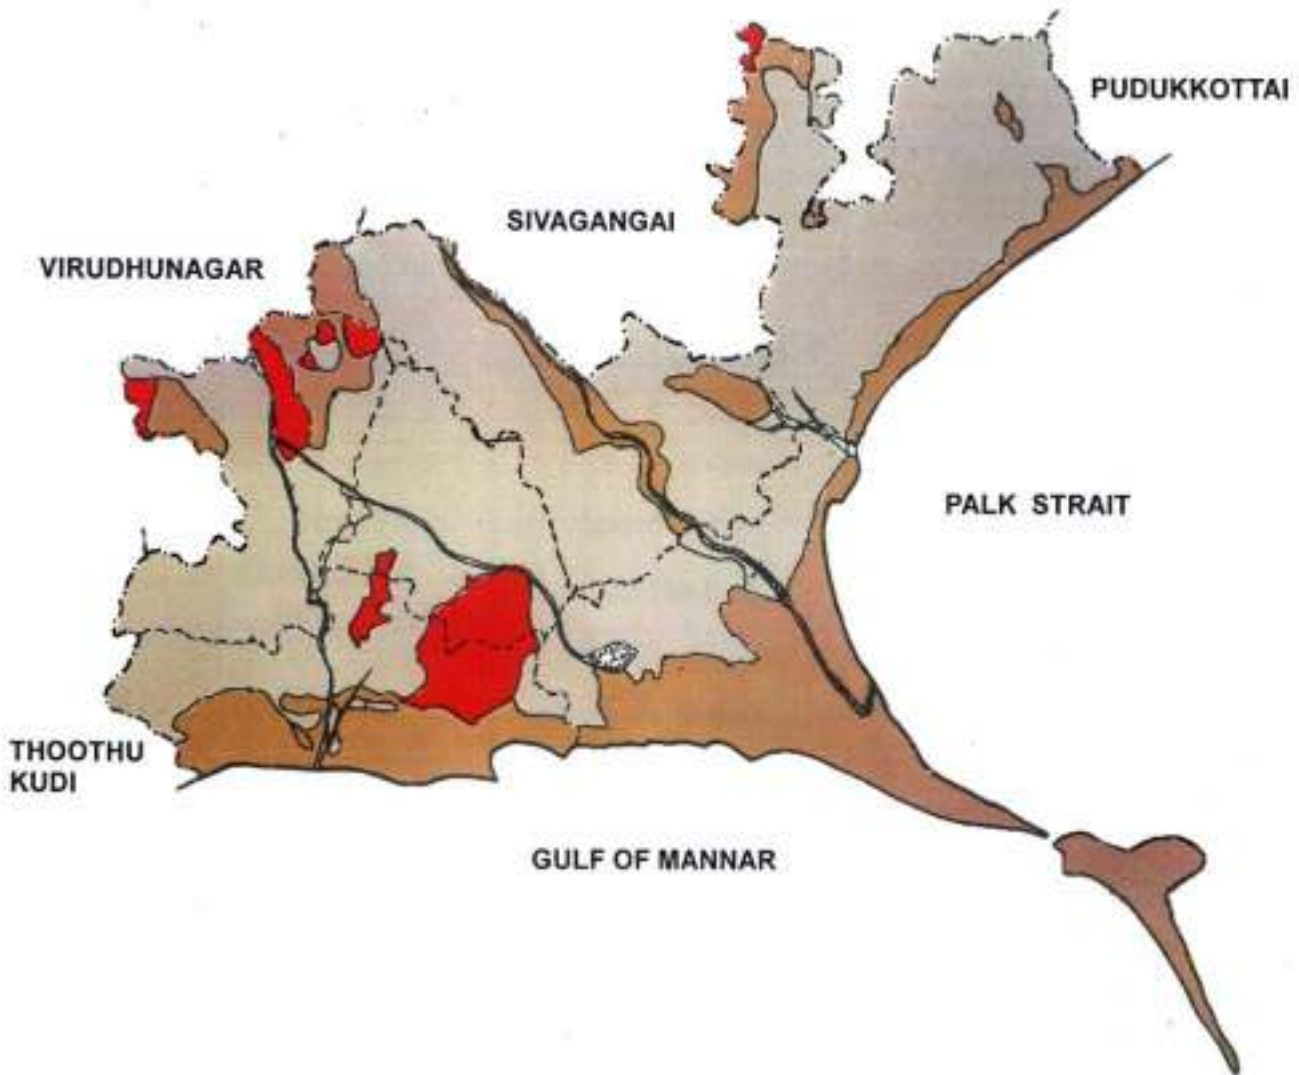 PUDUKKOTTAI
SIVAGANGAI
VIRUDHUNAGAR
PALK STRAIT
THOOTHU
KUDI
GULF OF MANNAR